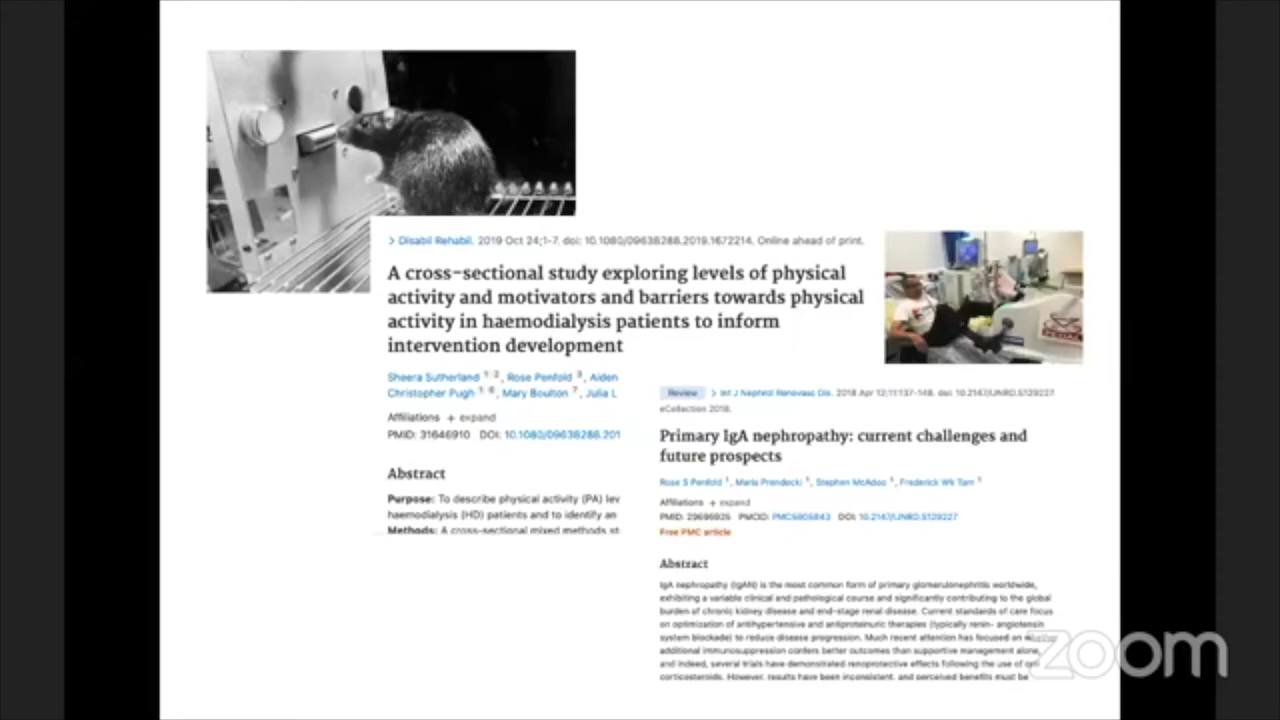 > Disabil Rehabil. 2019 Oct 24;1-7. doi: 10.1080/09638288.2019.1672214. Online ahead of print.
A cross-sectional study exploring levels of physical
activity and motivators and barriers towards physical
activity in haemodialysis patients to inform
intervention development
Sheera Sutherland 1 2, Rose Penfold 3, Aiden
Christopher Pugh 1 6, Mary Boulton 7, Julia L
Affiliations + expand
PMID: 31646910 DOI: 10.1080/09638288.201
Abstract
Purpose: To describe physical activity (PA) lev
haemodialysis (HD) patients and to identify an
Methods: A cross-sectional mixed methods st
Review > Int J Nephrol Renovasc Dis. 2018 Apr 12;11:137-148. doi: 10.2147/IJNRD.S129227.
eCollection 2018.
Primary IgA nephropathy: current challenges and
future prospects
Rose S Penfold 1, Maria Prendecki 1, Stephen McAdoo 1, Frederick Wk Tam 1
Affiliations + expand
PMID: 29695925 PMCID: PMC5905843 DOI: 10.2147/IJNRD.S129227
Free PMC article
Abstract
IgA nephropathy (IgAN) is the most common form of primary glomerulonephritis worldwide,
exhibiting a variable clinical and pathological course and significantly contributing to the global
burden of chronic kidney disease and end-stage renal disease. Current standards of care focus
on optimization of antihypertensive and antiproteinuric therapies (typically renin- angiotensin
system blockade) to reduce disease progression. Much recent attention has focused on whether
additional immunosuppression confers better outcomes than supportive management alone,
and indeed, several trials have demonstrated renoprotective effects following the use of
corticosteroids. However, results have been inconsistent, and perceived benefits must be
zoom